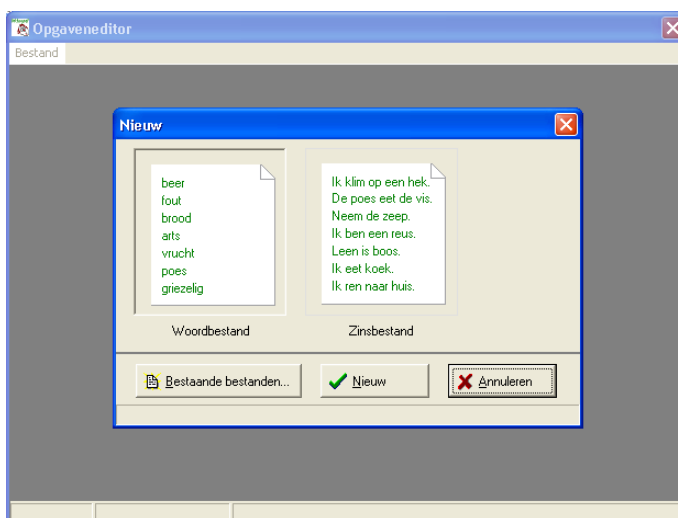 Opgaveneditor
Bestand
Nieuw
beer
fout
brood
arts
vrucht
poes
griezelig
Woordbestand
Ik klim op een hek.
De poes eet de vis.
Neem de zeep.
Ik ben een reus.
Leen is boos.
Ik eet koek.
Ik ren naar huis.
Zinsbestand
Bestaande bestanden...
Nieuw
Annuleren